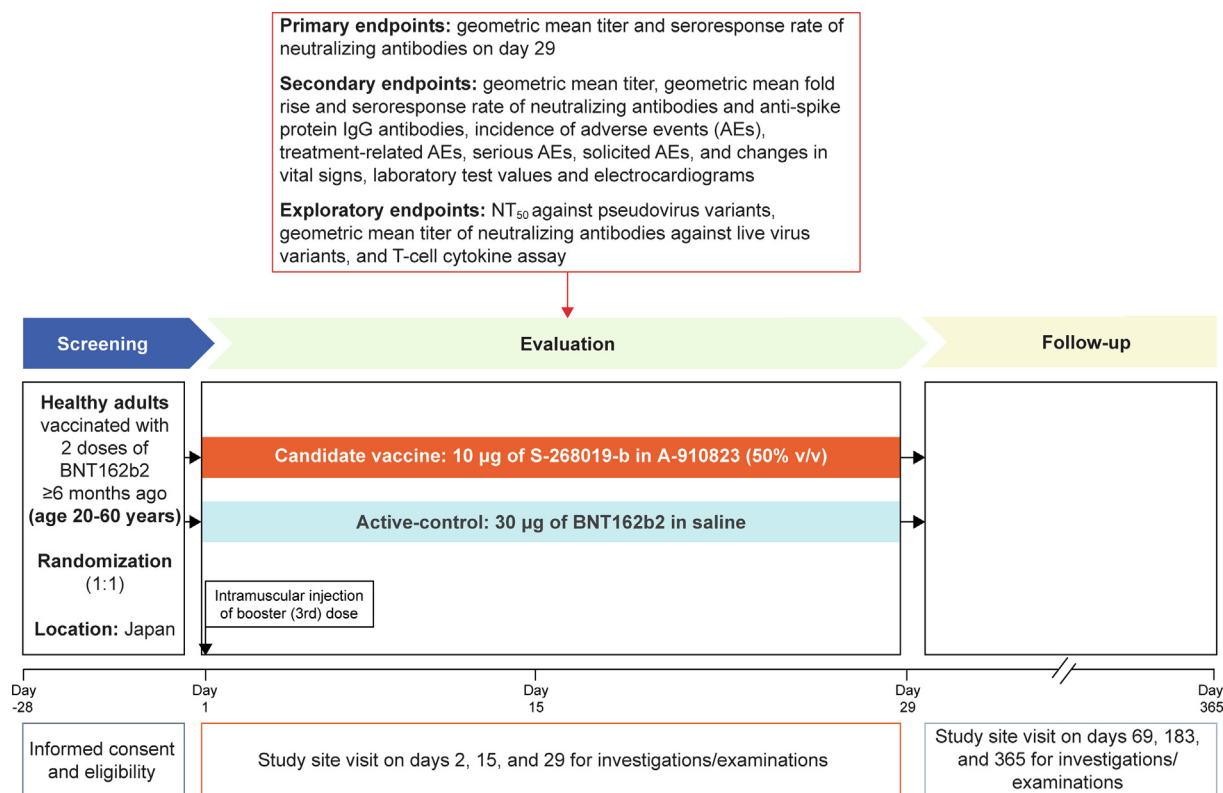 Primary endpoints: geometric mean titer and seroresponse rate of
neutralizing antibodies on day 29
Secondary endpoints: geometric mean titer, geometric mean fold
rise and seroresponse rate of neutralizing antibodies and anti-spike
protein IgG antibodies, incidence of adverse events (AEs),
treatment-related AEs, serious AEs, solicited AEs, and changes in
vital signs, laboratory test values and electrocardiograms
Exploratory endpoints: NT50 against pseudovirus variants,
geometric mean titer of neutralizing antibodies against live virus
variants, and T-cell cytokine assay
Screening
Evaluation
Follow-up
Healthy adults
vaccinated with
2 doses of
BNT162b2
≥6 months ago
(age 20-60 years)
Randomization
(1:1)
Location: Japan
Candidate vaccine: 10 µg of S-268019-b in A-910823 (50% v/v)
Active-control: 30 µg of BNT162b2 in saline
Intramuscular injection
of booster (3rd) dose
Day
-28
Day
1
Day
15
Day
29
Day
365
Informed consent
and eligibility
Study site visit on days 2, 15, and 29 for investigations/examinations
Study site visit on days 69, 183,
and 365 for investigations/
examinations